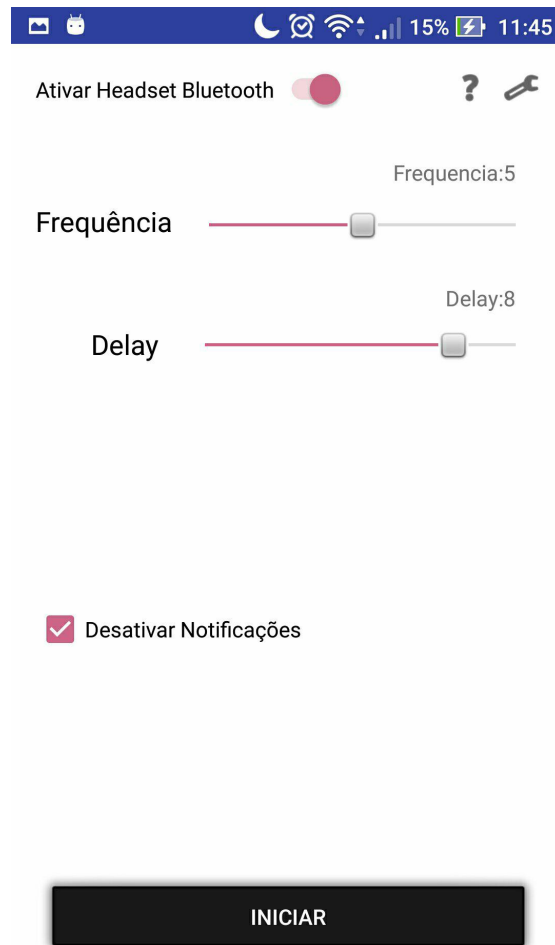 15% 11:45
Ativar Headset Bluetooth ?
Frequencia:5
Frequência
Delay:8
Delay
Desativar Notificações
INICIAR